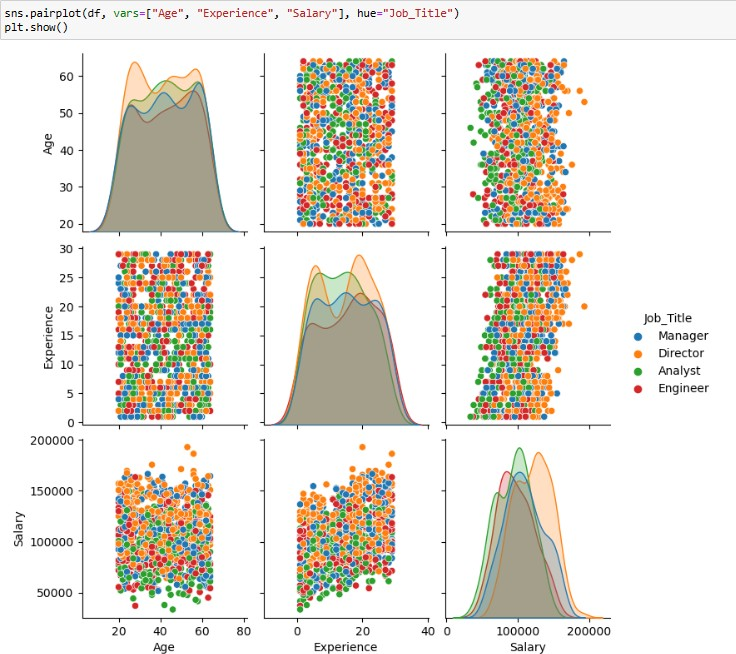 sns.pairplot(df, vars=["Age", "Experience", "Salary"], hue="Job_Title")
plt.show()
60
50
40
30
20
Age
30
25
20
15
10
5
0
Experience
Job_Title
Manager
Director
Analyst
Engineer
200000
150000
100000
50000
Salary
20 40 60 80
0 20 40
0 100000 200000
Age
Experience
Salary